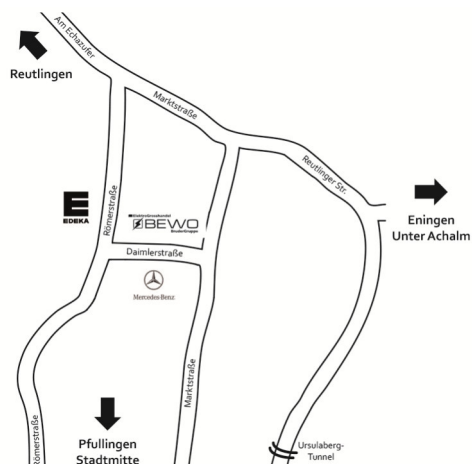 Am Echazufer
Reutlingen
Marktstraße
Reutlinger Str.
EDEKA
Römerstraße
Elektrogrosshandel
BEWO
Eningen
Unter Achalm
Daimlerstraße
Mercedes-Benz
Marktstraße
Römerstraße
Pfullingen
Stadtmitte
Ursulaberg-
Tunnel